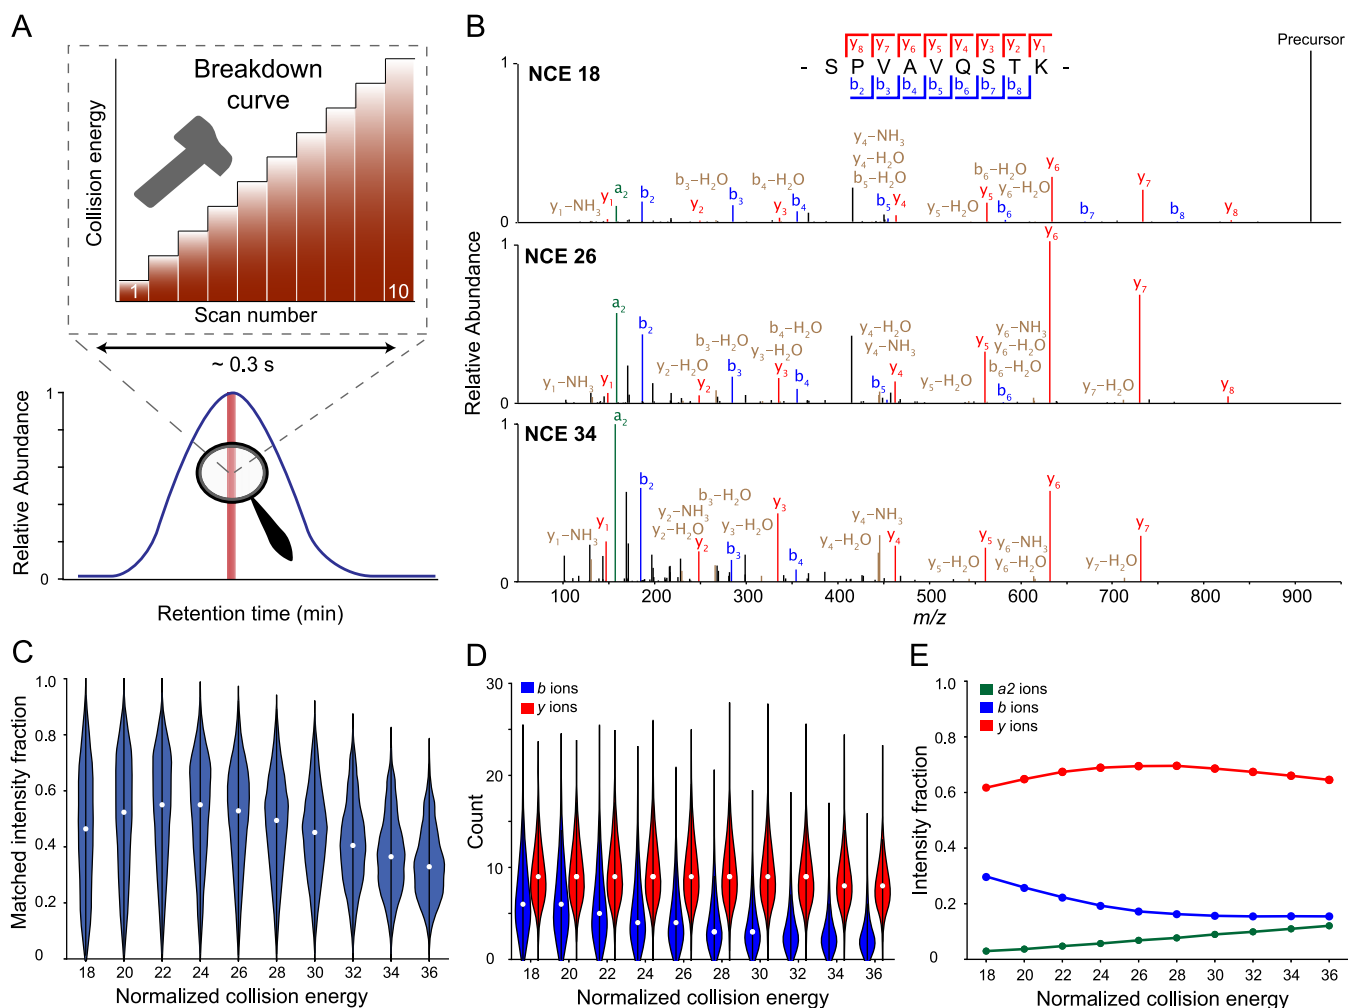 A
Breakdown
curve
Collision energy
1
10
Scan number
~ 0.3 s
Relative Abundance
1
0
Retention time (min)
B
y₈ y₇ y₆ y₅ y₄ y₃ y₂ y₁
- S P V A V Q S T K -
b₂ b₃ b₄ b₅ b₆ b₇ b₈
Precursor
Relative Abundance
1
NCE 18
y₁–NH₃ y₁ a₂ b₂ b₃–H₂O y₂ b₃ b₄–H₂O y₃ b₄
y₄–NH₃
y₄–H₂O
b₅–H₂O
b₅ y₄ y₅–H₂O y₅
b₆–H₂O
y₆–H₂O
b₆ y₆ b₇ y₇ b₈ y₈
0
1
NCE 26
y₁–NH₃ y₁ a₂ b₂ y₂–H₂O y₂ b₃–H₂O b₃
b₄–H₂O
y₃–H₂O
y₃ b₄
y₄–H₂O
y₄–NH₃
b₅ y₄ y₅–H₂O y₅
y₆–NH₃
y₆–H₂O
b₆–H₂O
b₆ y₆ y₇–H₂O y₇ y₈
0
1
NCE 34
y₁–NH₃ y₁ a₂ b₂
b₃–H₂O
y₂–NH₃
y₂–H₂O
y₂ b₃ y₃–H₂O y₃ b₄
y₄–NH₃
y₄–H₂O
y₄ y₅–H₂O y₅
y₆–NH₃
y₆–H₂O
y₆ y₇–H₂O y₇
0
100 200 300 400 500 600 700 800 900
m/z
C
Matched intensity fraction
1.0
0.8
0.6
0.4
0.2
0
18 20 22 24 26 28 30 32 34 36
Normalized collision energy
D
b ions
y ions
Count
30
20
10
0
18 20 22 24 26 28 30 32 34 36
Normalized collision energy
E
a2 ions
b ions
y ions
Intensity fraction
1.0
0.8
0.6
0.4
0.2
0
18 20 22 24 26 28 30 32 34 36
Normalized collision energy